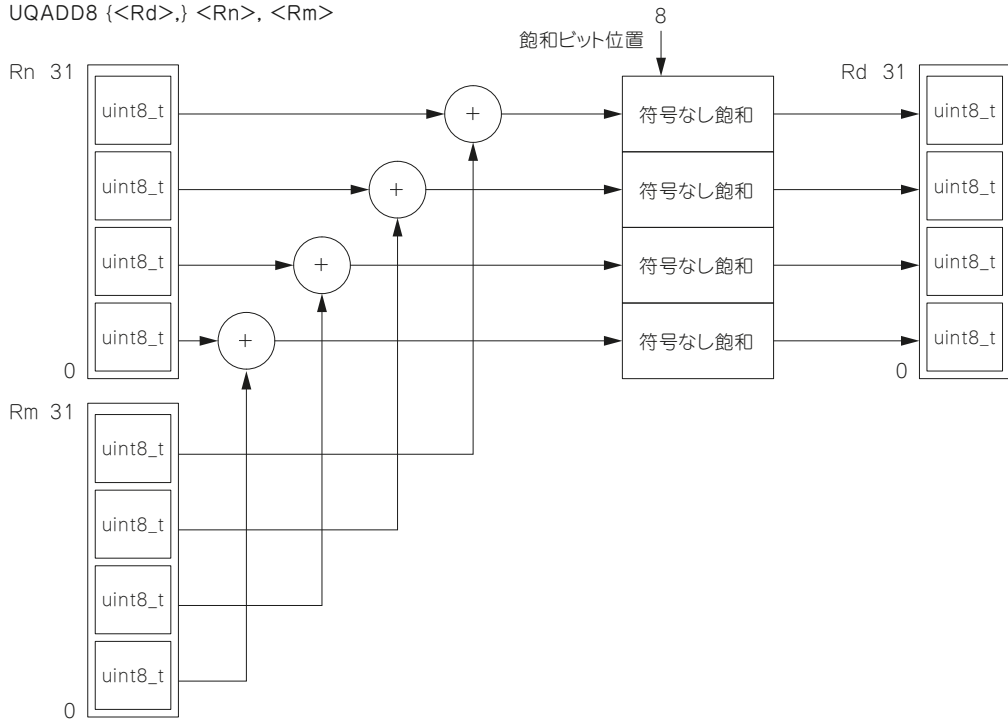 UQADD8 {<Rd>,} <Rn>, <Rm>
8
飽和ビット位置
Rn 31
Rd 31
uint8_t
+
符号なし飽和
uint8_t
uint8_t
+
符号なし飽和
uint8_t
uint8_t
+
符号なし飽和
uint8_t
uint8_t
+
符号なし飽和
uint8_t
0
0
Rm 31
uint8_t
uint8_t
uint8_t
uint8_t
0